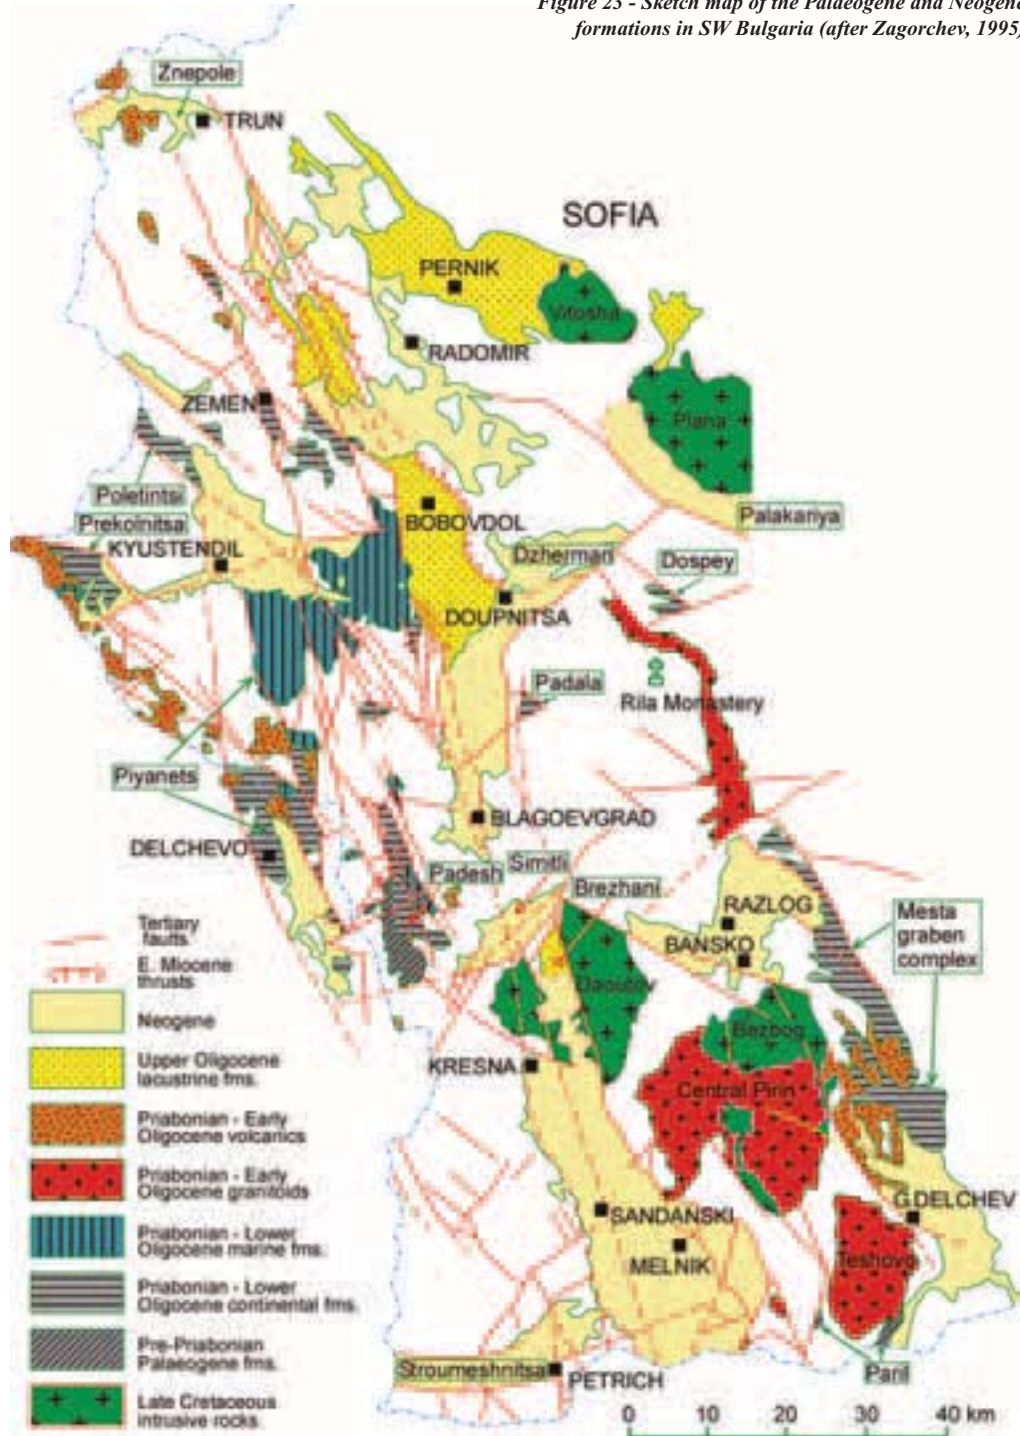 Figure 23 - Sketch map of the Palaeogene and Neogene
formations in SW Bulgaria (after Zagorchev, 1995)
Znepole
TRUN
SOFIA
PERNIK
Vitosha
RADOMIR
ZEMEN
Plana
Poletintsi
Prekolnitsa
KYUSTENDIL
BOBOVDOL
Palakariya
Dzherman
Dospey
DOUPNITSA
Padala
Rila Monastery
Piyanets
BLAGOEVGRAD
DELCHEVO
Padesh
Simitli
Brezhani
RAZLOG
BANSKO
Mesta
graben
complex
Daoutov
Bezbog
KRESNA
Central Pirin
SANDANSKI
G.DELCHEV
MELNIK
Teshovo
Stroumeshnitsa
PETRICH
Paril
Tertiary
faults
E. Miocene
thrusts
Neogene
Upper Oligocene
lacustrine fms.
Priabonian - Early
Oligocene volcanics
Priabonian - Early
Oligocene granitoids
Priabonian - Lower
Oligocene marine fms.
Priabonian - Lower
Oligocene continental fms.
Pre-Priabonian
Palaeogene fms.
Late Cretaceous
intrusive rocks
0 10 20 30 40 km